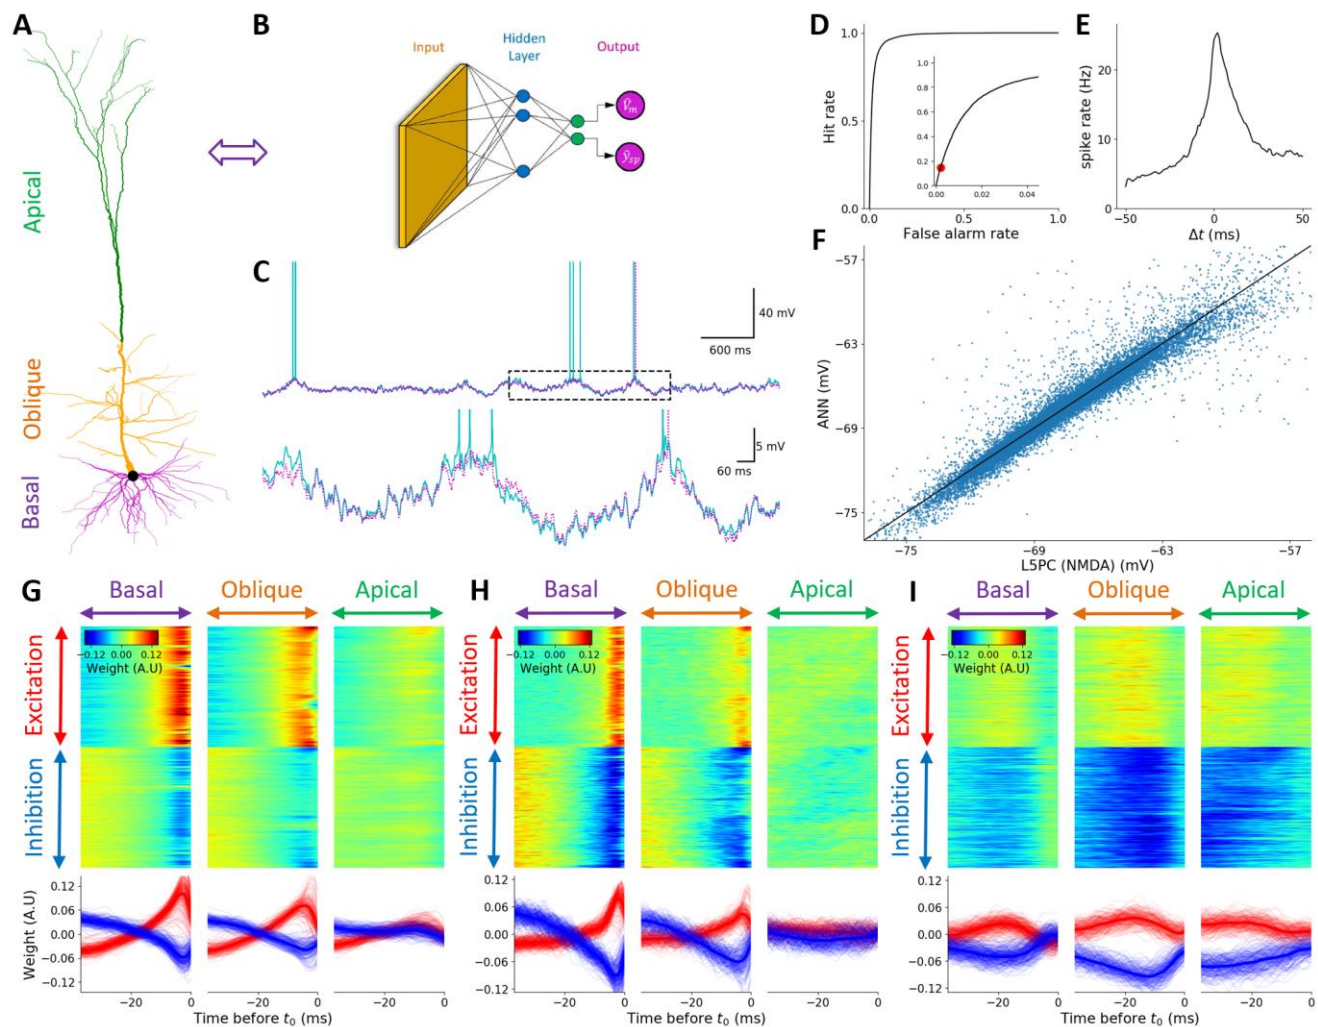 A
Apical
Oblique
Basal
B
Input
Hidden
Layer
Output
V̂m
ŷsp
C
40 mV
600 ms
5 mV
60 ms
D
Hit rate
1.0
0.5
0.0
0.0
0.5
1.0
False alarm rate
1.0
0.8
0.6
0.4
0.2
0.0
0.00
0.02
0.04
E
spike rate (Hz)
20
10
0
−50
0
50
Δt (ms)
F
ANN (mV)
−57
−63
−69
−75
−75
−69
−63
−57
L5PC (NMDA) (mV)
G
Basal
Oblique
Apical
Excitation
Inhibition
−0.12 0.00 0.12
Weight (A.U)
Weight (A.U)
0.12
0.06
0.00
−0.06
−0.12
−20
0
−20
0
−20
0
Time before t₀ (ms)
H
Basal
Oblique
Apical
Excitation
Inhibition
−0.12 0.00 0.12
Weight (A.U)
0.12
0.06
0.00
−0.06
−0.12
−20
0
−20
0
−20
0
Time before t₀ (ms)
I
Basal
Oblique
Apical
Excitation
Inhibition
−0.12 0.00 0.12
Weight (A.U)
0.12
0.06
0.00
−0.06
−0.12
−20
0
−20
0
−20
0
Time before t₀ (ms)